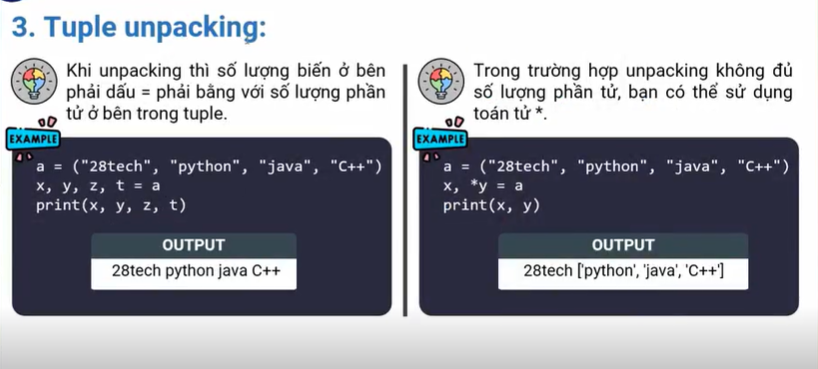 3. Tuple unpacking:
Khi unpacking thì số lượng biến ở bên
phải dấu = phải bằng với số lượng phần
tử ở bên trong tuple.
EXAMPLE
a = ("28tech", "python", "java", "C++")
x, y, z, t = a
print(x, y, z, t)
OUTPUT
28tech python java C++
Trong trường hợp unpacking không đủ
số lượng phần tử, bạn có thể sử dụng
toán tử *.
EXAMPLE
a = ("28tech", "python", "java", "C++")
x, *y = a
print(x, y)
OUTPUT
28tech ['python', 'java', 'C++']